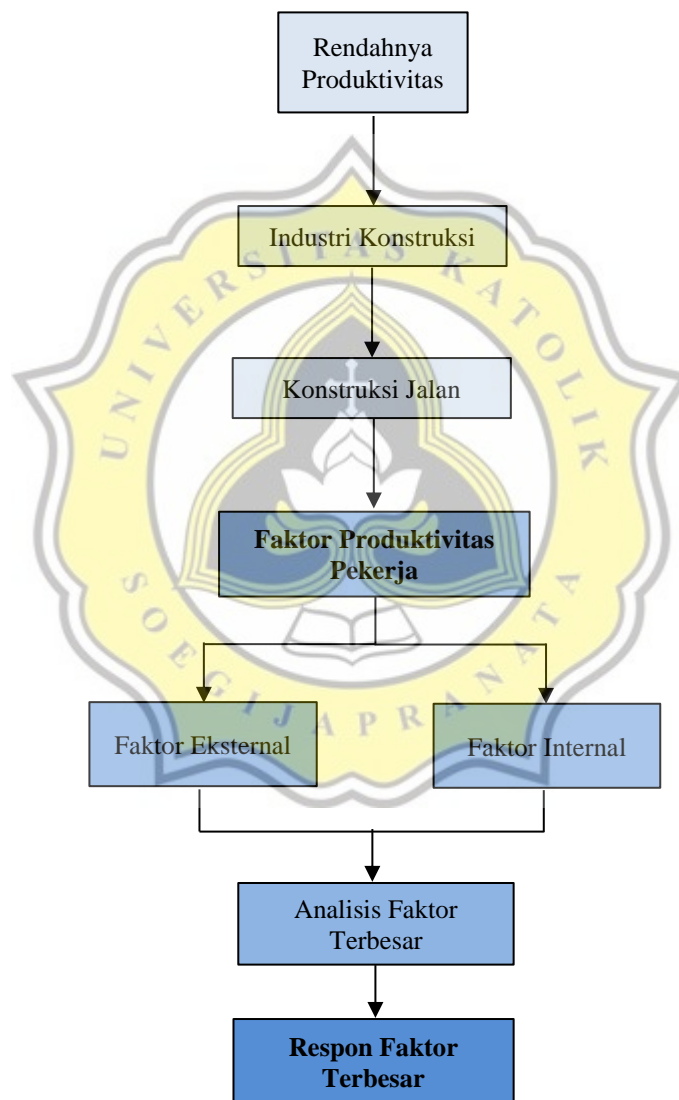 Rendahnya
Produktivitas
Industri Konstruksi
UNIVERSITAS KATOLIK
Konstruksi Jalan
Faktor Produktivitas
Pekerja
SOEGIJAPRANATA
Faktor Eksternal
Faktor Internal
Analisis Faktor
Terbesar
Respon Faktor
Terbesar